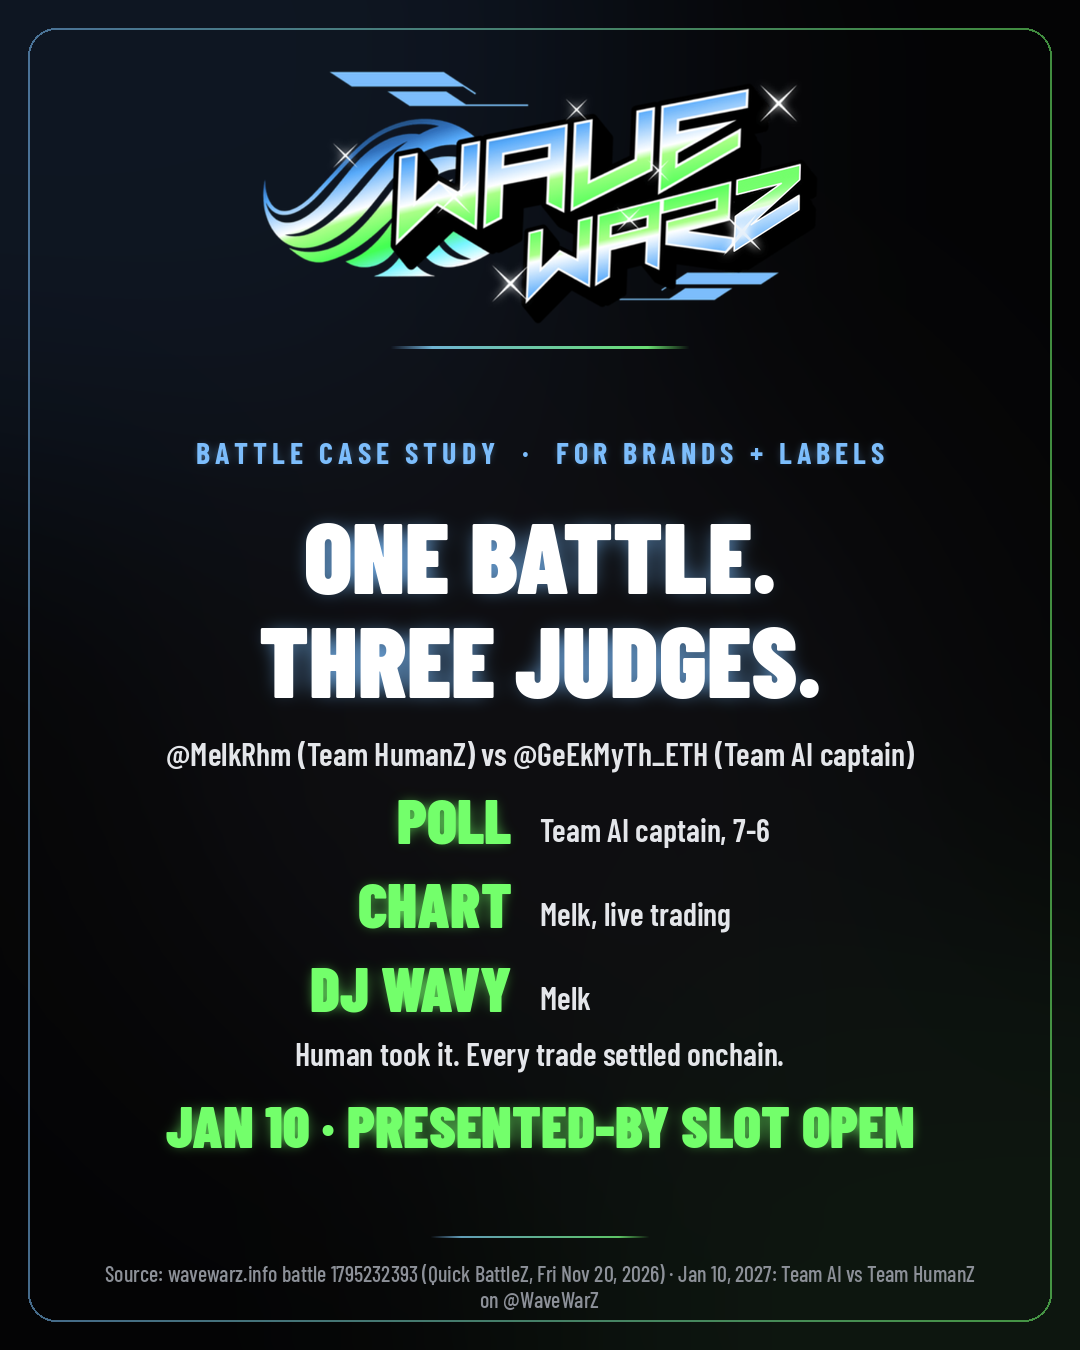 WAVE
WARZ
BATTLE CASE STUDY · FOR BRANDS + LABELS
ONE BATTLE.
THREE JUDGES.
@MelkRhm (Team HumanZ) vs @GeEkMyTh_ETH (Team AI captain)
POLL Team AI captain, 7-6
CHART Melk, live trading
DJ WAVY Melk
Human took it. Every trade settled onchain.
JAN 10 · PRESENTED-BY SLOT OPEN
Source: wavewarz.info battle 1795232393 (Quick BattleZ, Fri Nov 20, 2026) · Jan 10, 2027: Team AI vs Team HumanZ
on @WaveWarZ